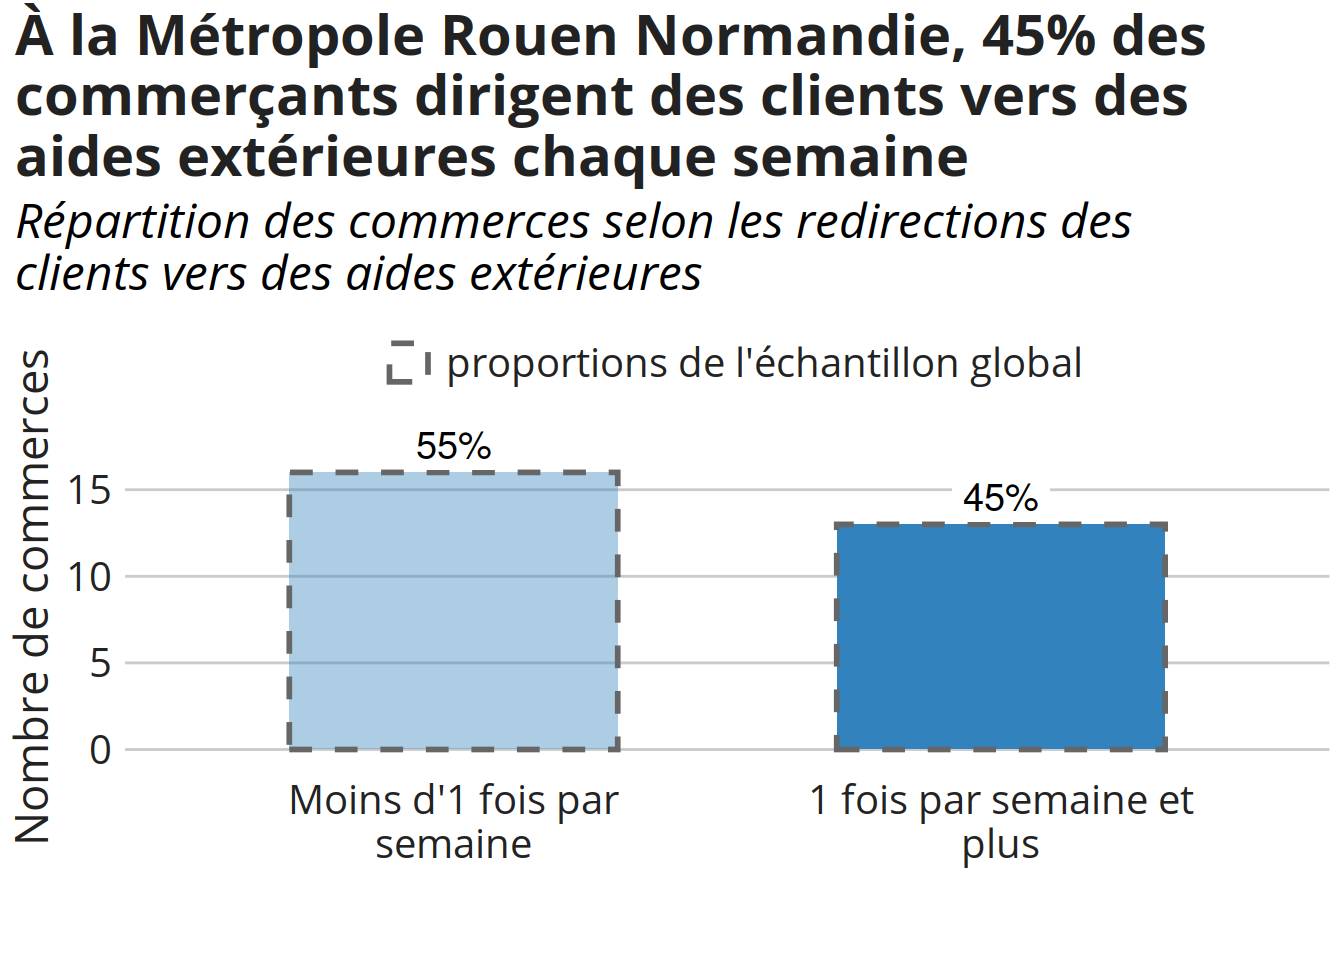 À la Métropole Rouen Normandie, 45% des
commerçants dirigent des clients vers des
aides extérieures chaque semaine
Répartition des commerces selon les redirections des
clients vers des aides extérieures
proportions de l'échantillon global
Nombre de commerces
55%
45%
15
10
5
0
Moins d'1 fois par
semaine
1 fois par semaine et
plus